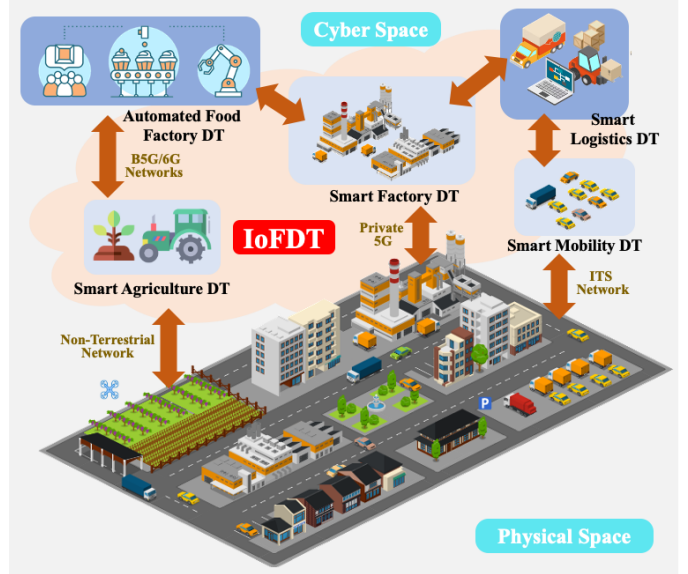 Cyber Space
Automated Food
Factory DT
Smart
Logistics DT
B5G/6G
Networks
Smart Factory DT
IoFDT
Private
5G
Smart Mobility DT
Smart Agriculture DT
ITS
Network
Non-Terrestrial
Network
P
Physical Space